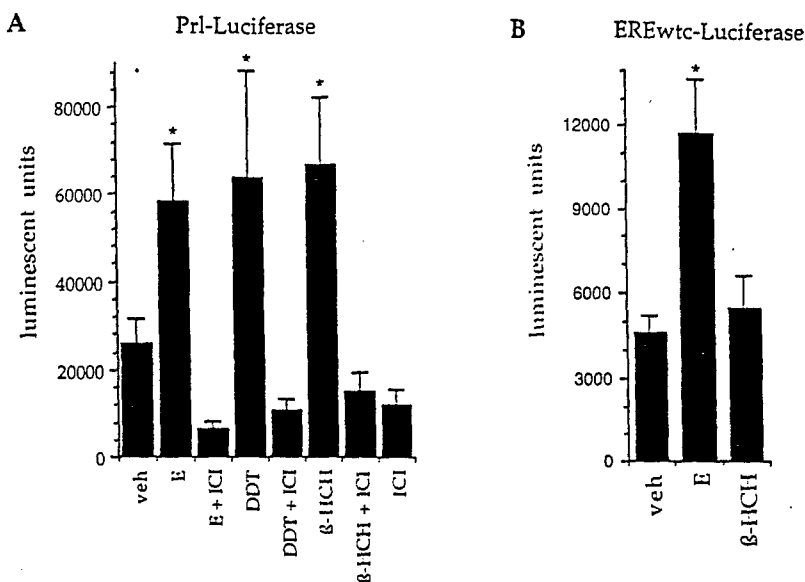 A
Prl-Luciferase
luminescent units
80000
60000
40000
20000
0
*
*
*
veh
E
E + ICI
DDT
DDT + ICI
ß-HCH
ß-HCH + ICI
ICI
B
EREwtc-Luciferase
luminescent units
12000
9000
6000
3000
0
*
veh
E
ß-HCH